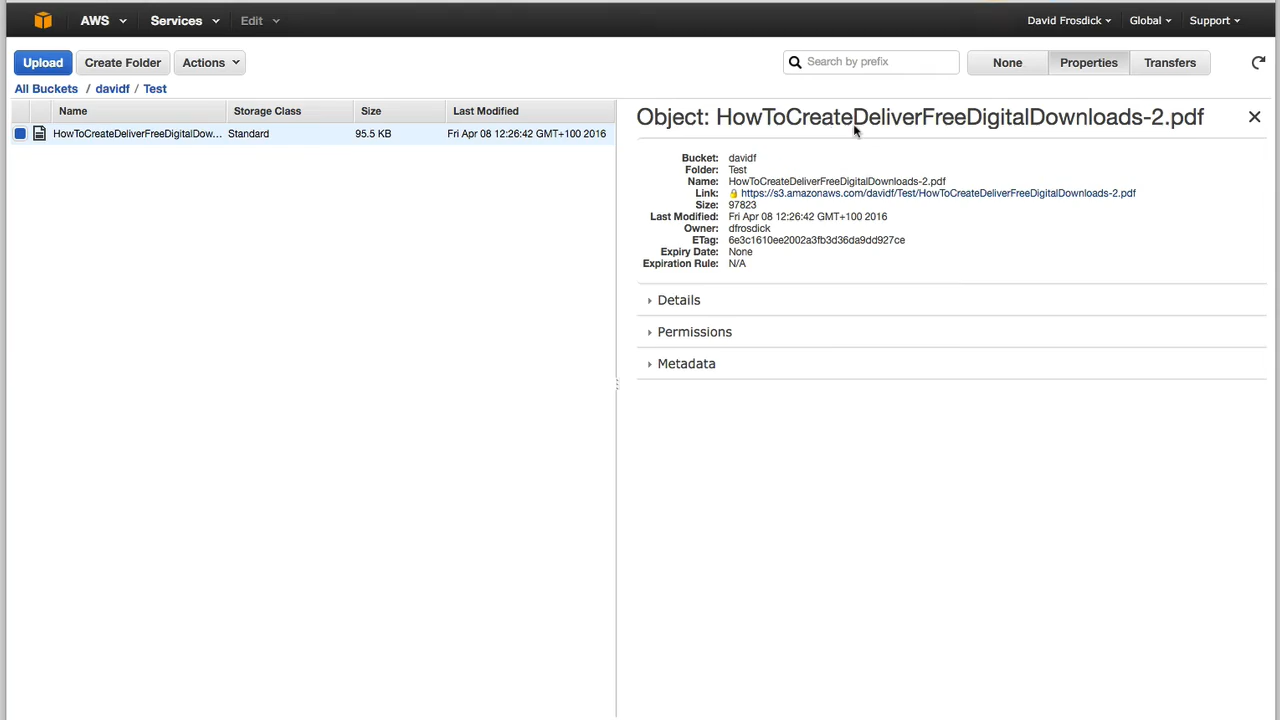 AWS Services Edit David Frosdick Global Support
Upload Create Folder Actions Search by prefix None Properties Transfers
All Buckets / davidf / Test
Name Storage Class Size Last Modified
HowToCreateDeliverFreeDigitalDow... Standard 95.5 KB Fri Apr 08 12:26:42 GMT+100 2016
Object: HowToCreateDeliverFreeDigitalDownloads-2.pdf
Bucket: davidf
Folder: Test
Name: HowToCreateDeliverFreeDigitalDownloads-2.pdf
Link: https://s3.amazonaws.com/davidf/Test/HowToCreateDeliverFreeDigitalDownloads-2.pdf
Size: 97823
Last Modified: Fri Apr 08 12:26:42 GMT+100 2016
Owner: dfrosdick
ETag: 6e3c1610ee2002a3fb3d36da9dd927ce
Expiry Date: None
Expiration Rule: N/A
Details
Permissions
Metadata